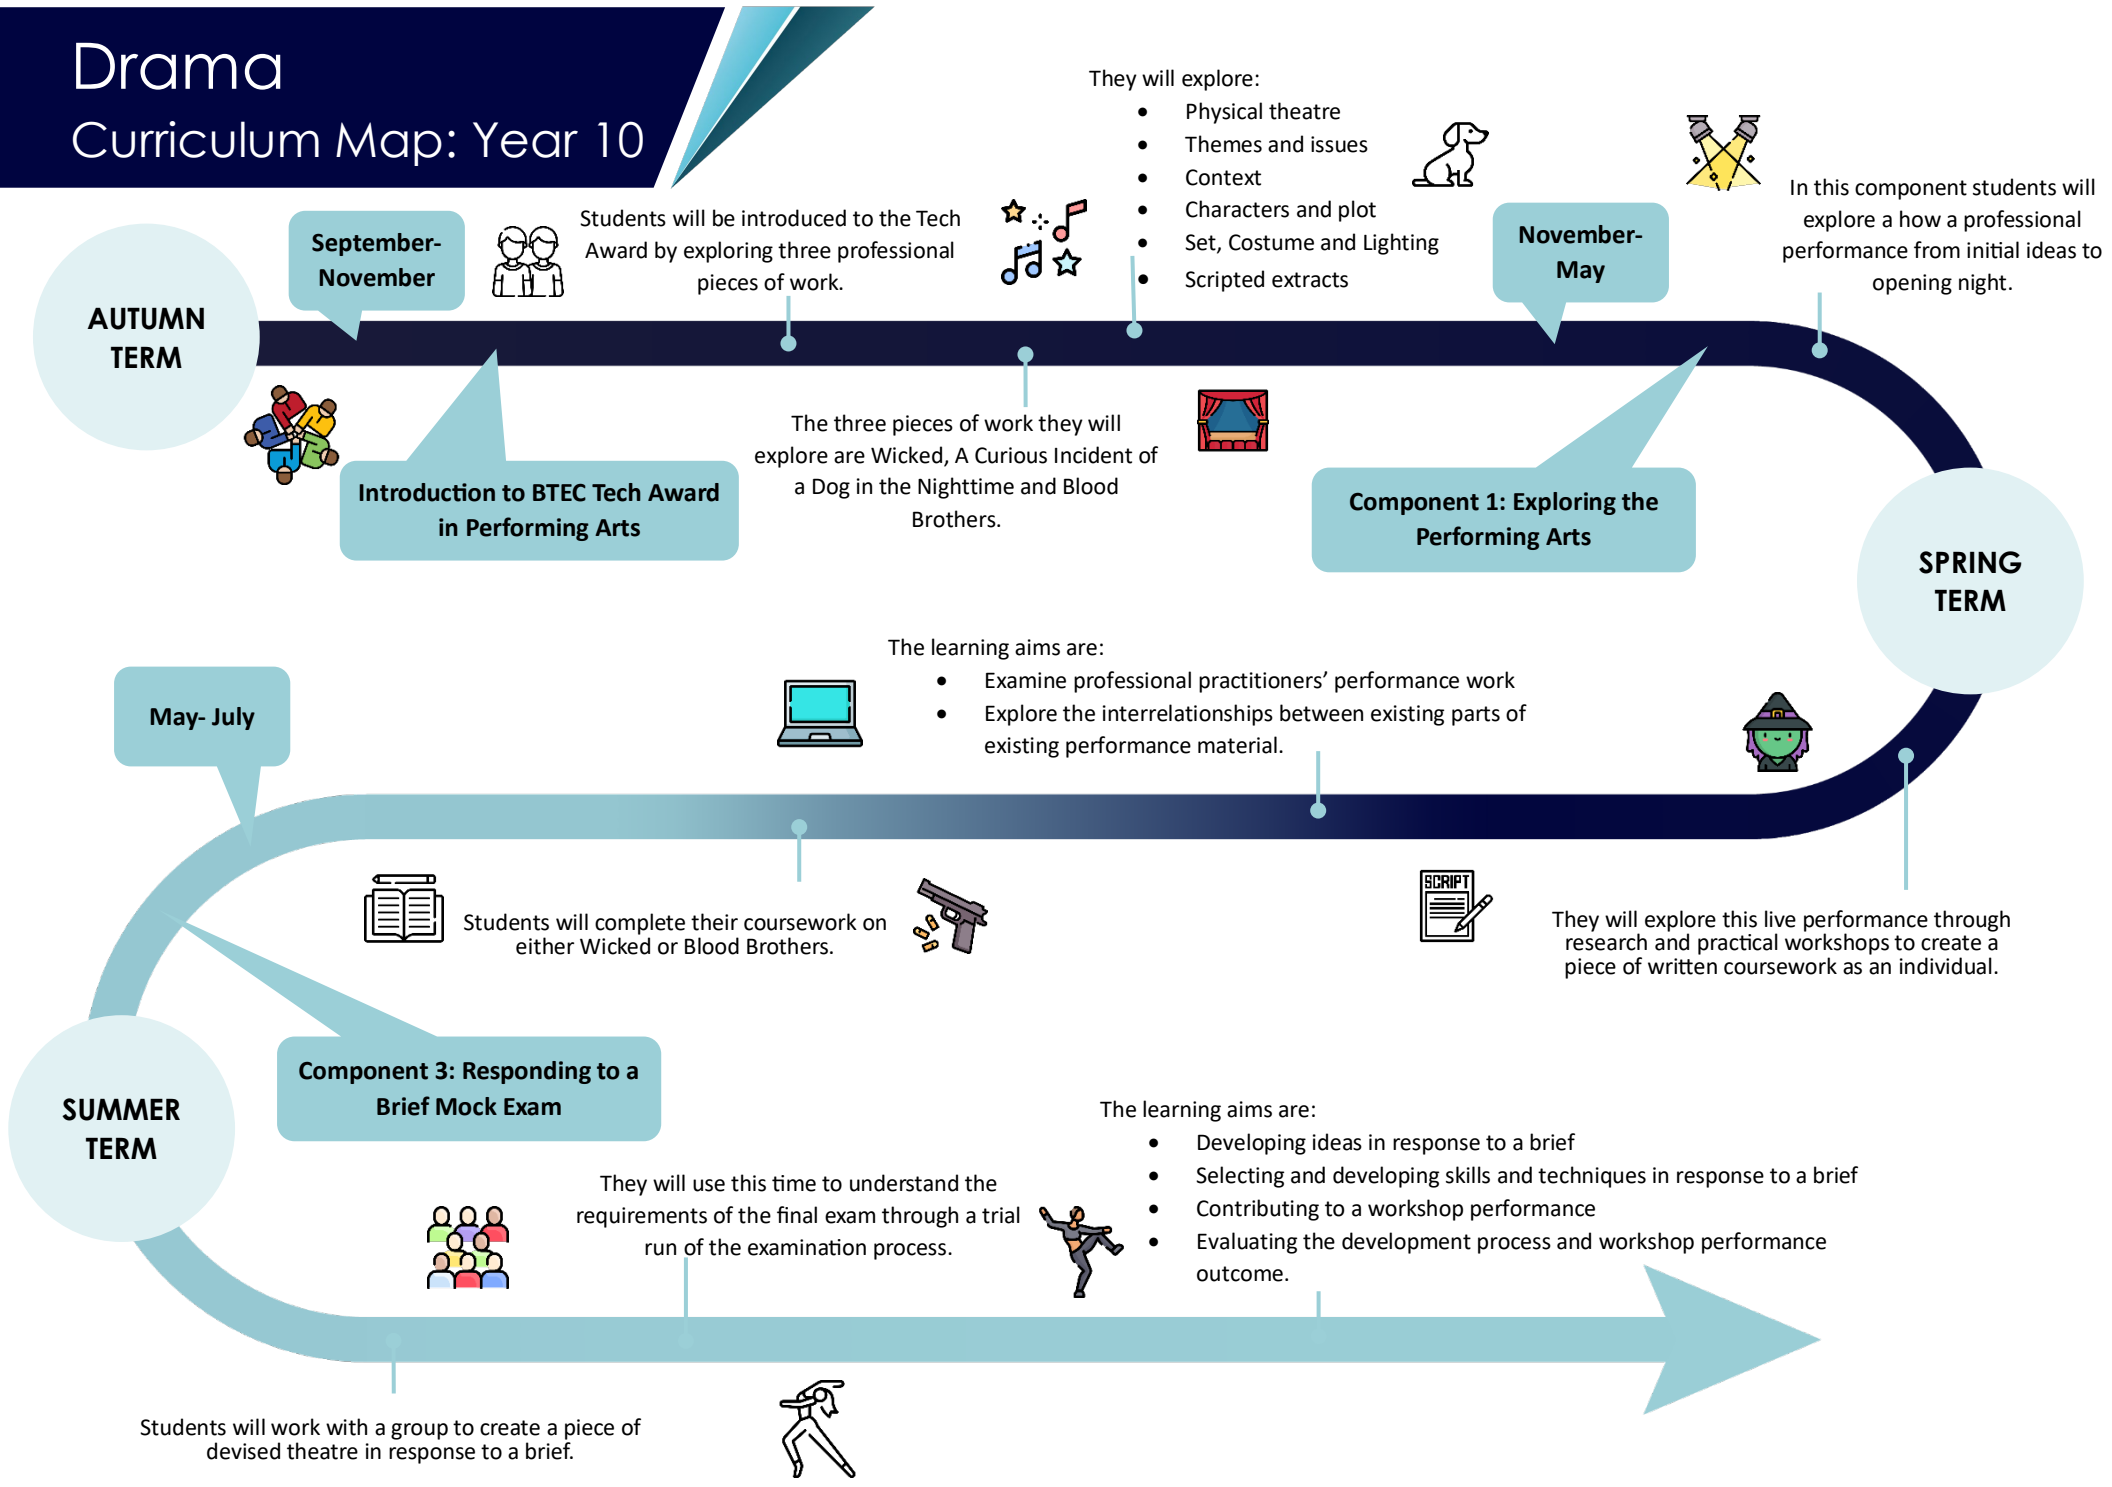 Drama
Curriculum Map: Year 10
AUTUMN
TERM
September-
November
Introduction to BTEC Tech Award
in Performing Arts
Students will be introduced to the Tech
Award by exploring three professional
pieces of work.
The three pieces of work they will
explore are Wicked, A Curious Incident of
a Dog in the Nighttime and Blood
Brothers.
They will explore:
• Physical theatre
• Themes and issues
• Context
• Characters and plot
• Set, Costume and Lighting
• Scripted extracts
November-
May
Component 1: Exploring the
Performing Arts
In this component students will
explore a how a professional
performance from initial ideas to
opening night.
SPRING
TERM
They will explore this live performance through
research and practical workshops to create a
piece of written coursework as an individual.
SCRIPT
The learning aims are:
• Examine professional practitioners’ performance work
• Explore the interrelationships between existing parts of
existing performance material.
Students will complete their coursework on
either Wicked or Blood Brothers.
May- July
Component 3: Responding to a
Brief Mock Exam
SUMMER
TERM
Students will work with a group to create a piece of
devised theatre in response to a brief.
They will use this time to understand the
requirements of the final exam through a trial
run of the examination process.
The learning aims are:
• Developing ideas in response to a brief
• Selecting and developing skills and techniques in response to a brief
• Contributing to a workshop performance
• Evaluating the development process and workshop performance
outcome.